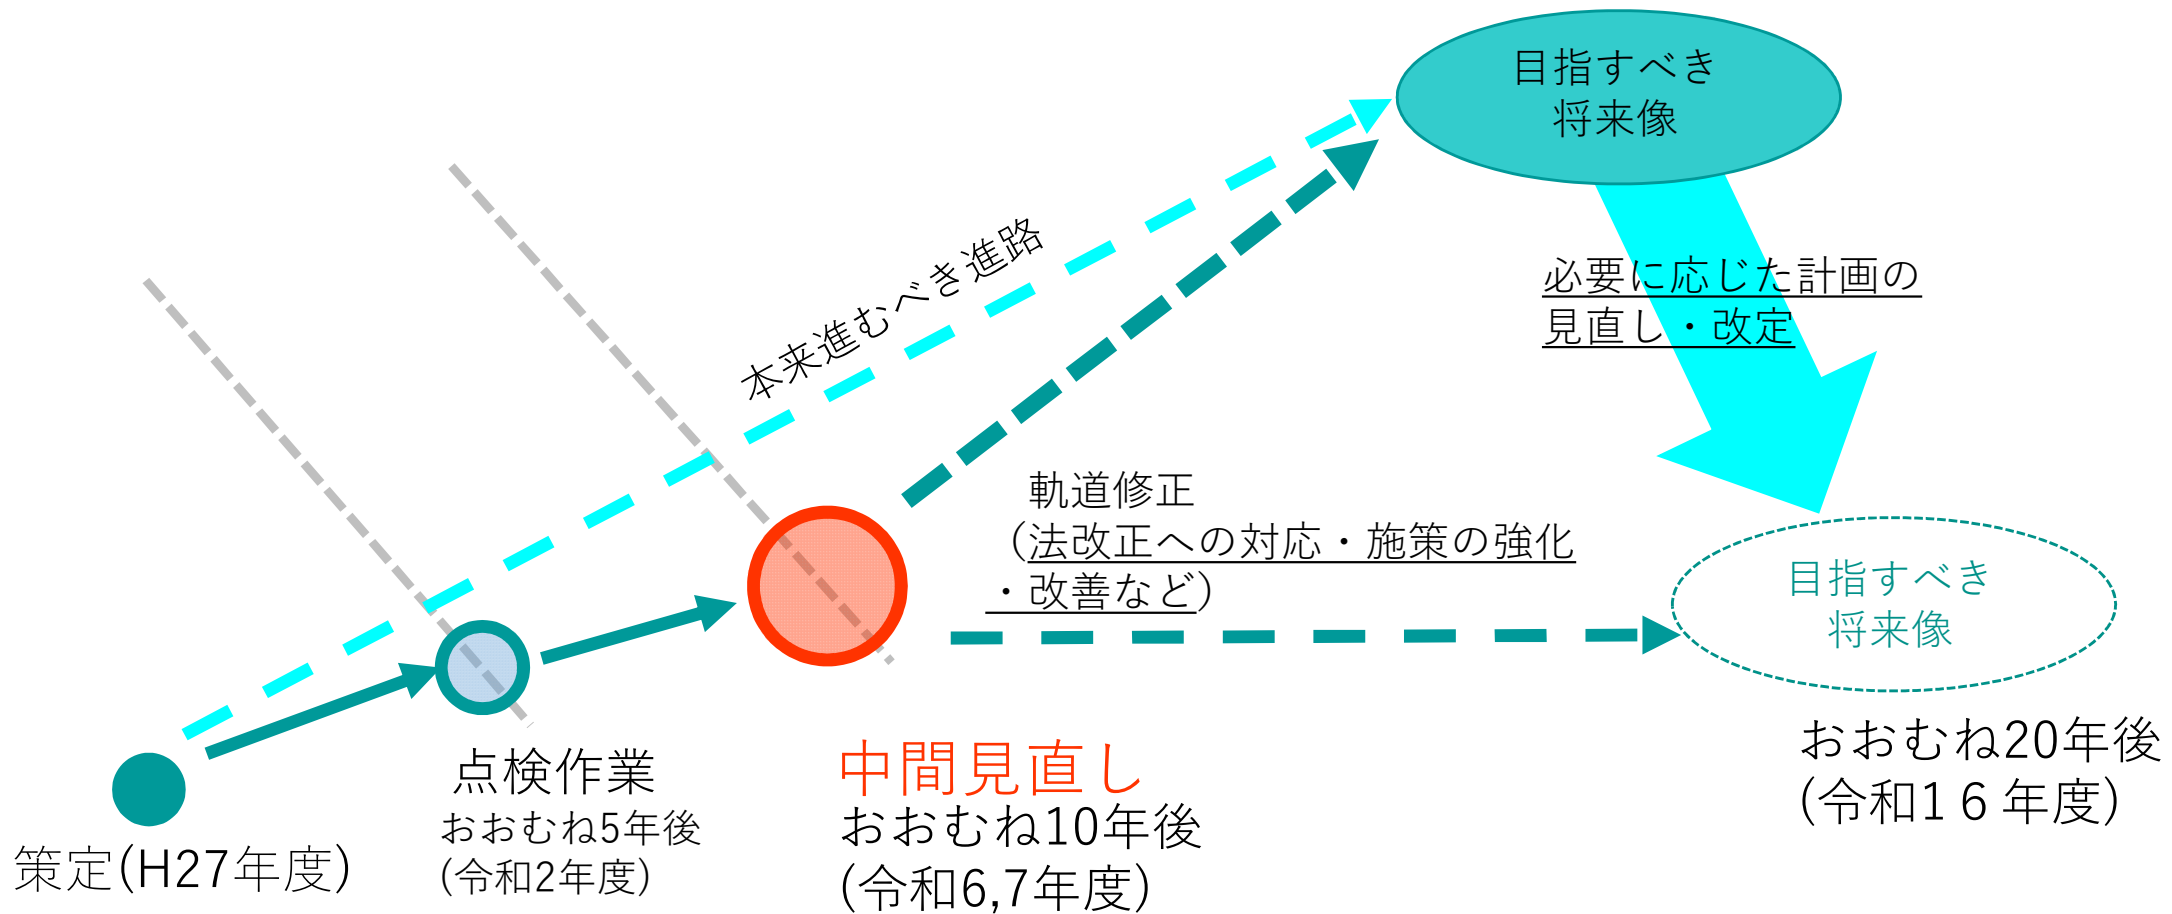 目指すべき
将来像
本来進むべき進路
必要に応じた計画の
見直し・改定
軌道修正
（法改正への対応・施策の強化
・改善など）
目指すべき
将来像
策定(H27年度)
点検作業
おおむね5年後
(令和2年度)
中間見直し
おおむね10年後
(令和6,7年度)
おおむね20年後
(令和1６年度)